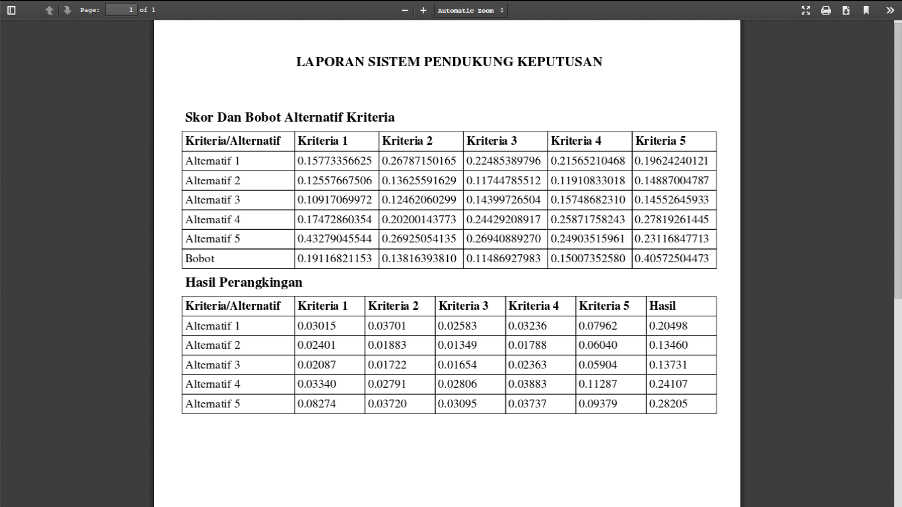 Page: 1 of 1
Automatic Zoom
LAPORAN SISTEM PENDUKUNG KEPUTUSAN
Skor Dan Bobot Alternatif Kriteria
Kriteria/Alternatif Kriteria 1 Kriteria 2 Kriteria 3 Kriteria 4 Kriteria 5
Alternatif 1 0.15773356625 0.26787150165 0.22485389796 0.21565210468 0.19624240121
Alternatif 2 0.12557667506 0.13625591629 0.11744785512 0.11910833018 0.14887004787
Alternatif 3 0.10917069972 0.12462060299 0.14399726504 0.15748682310 0.14552645933
Alternatif 4 0.17472860354 0.20200143773 0.24429208917 0.25871758243 0.27819261445
Alternatif 5 0.43279045544 0.26925054135 0.26940889270 0.24903515961 0.23116847713
Bobot 0.19116821153 0.13816393810 0.11486927983 0.15007352580 0.40572504473
Hasil Perangkingan
Kriteria/Alternatif Kriteria 1 Kriteria 2 Kriteria 3 Kriteria 4 Kriteria 5 Hasil
Alternatif 1 0.03015 0.03701 0.02583 0.03236 0.07962 0.20498
Alternatif 2 0.02401 0.01883 0.01349 0.01788 0.06040 0.13460
Alternatif 3 0.02087 0.01722 0.01654 0.02363 0.05904 0.13731
Alternatif 4 0.03340 0.02791 0.02806 0.03883 0.11287 0.24107
Alternatif 5 0.08274 0.03720 0.03095 0.03737 0.09379 0.28205